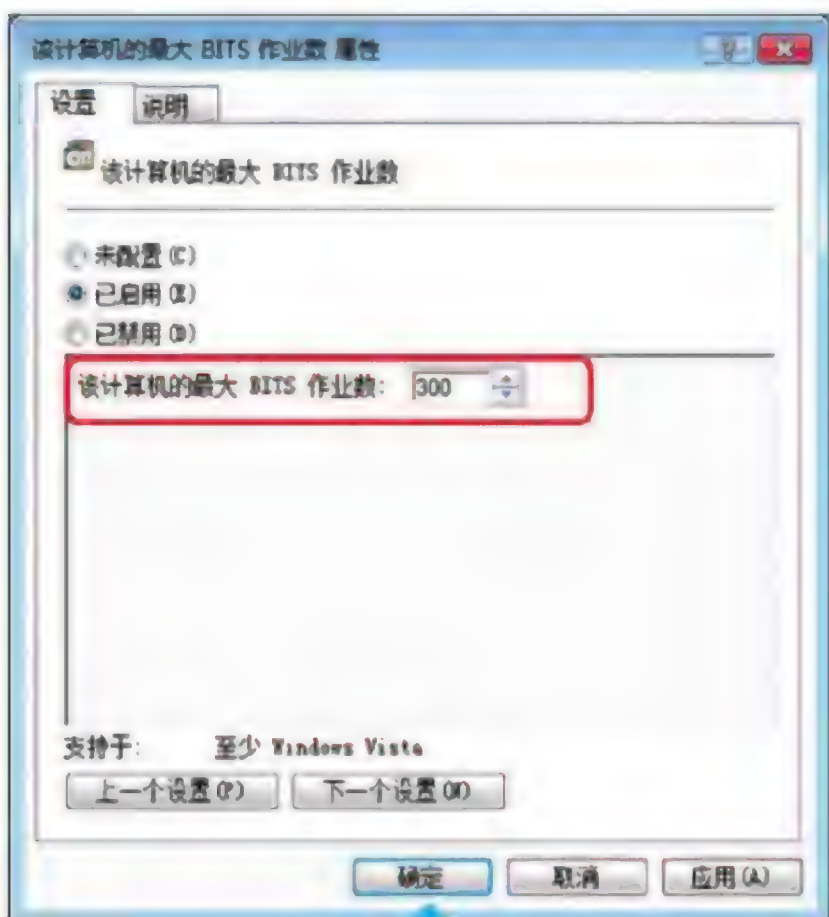 该计算机的最大 BITS 作业数 属性
设置 说明
该计算机的最大 BITS 作业数
未配置(C)
已启用(E)
已禁用(D)
该计算机的最大 BITS 作业数: 300
支持于: 至少 Windows Vista
上一个设置(P) 下一个设置(N)
确定 取消 应用(A)